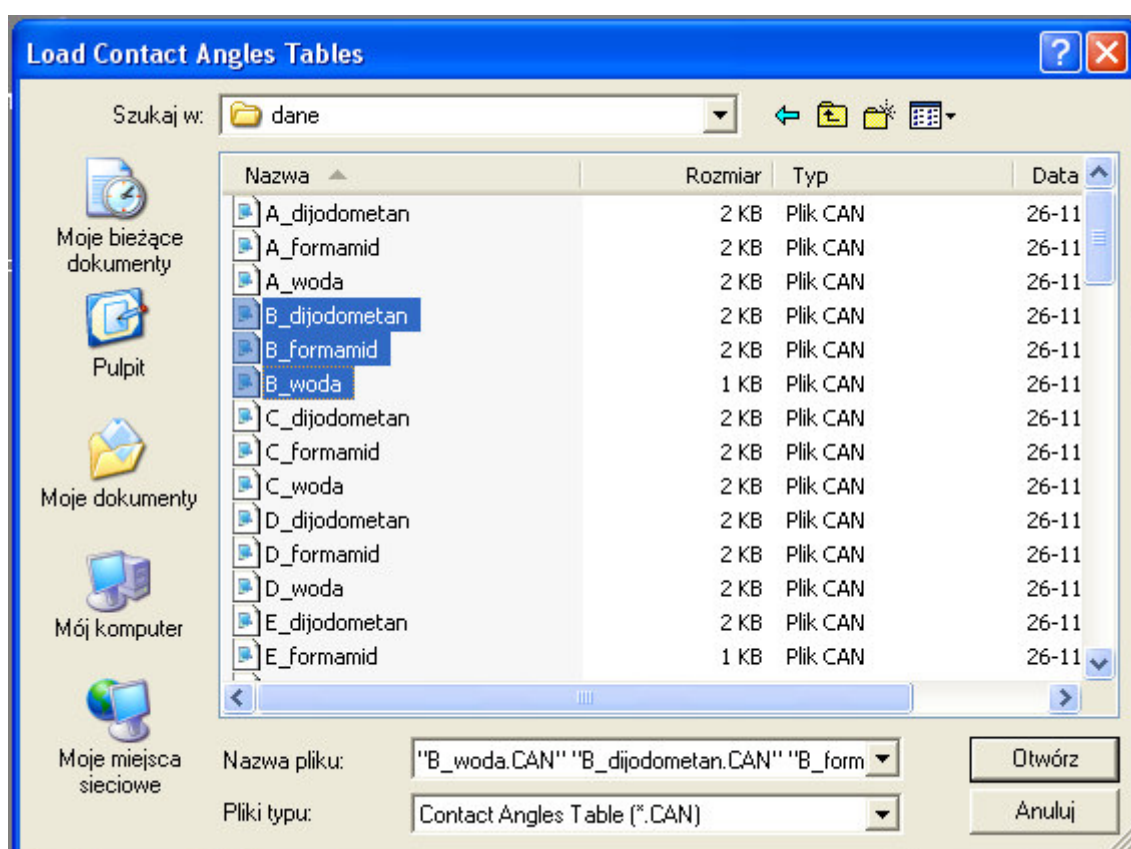 Load Contact Angles Tables
Szukaj w: dane
Nazwa Rozmiar Typ Data
A_dijodometan 2 KB Plik CAN 26-11
A_formamid 2 KB Plik CAN 26-11
A_woda 2 KB Plik CAN 26-11
B_dijodometan 2 KB Plik CAN 26-11
B_formamid 2 KB Plik CAN 26-11
B_woda 1 KB Plik CAN 26-11
C_dijodometan 2 KB Plik CAN 26-11
C_formamid 2 KB Plik CAN 26-11
C_woda 2 KB Plik CAN 26-11
D_dijodometan 2 KB Plik CAN 26-11
D_formamid 2 KB Plik CAN 26-11
D_woda 2 KB Plik CAN 26-11
E_dijodometan 2 KB Plik CAN 26-11
E_formamid 1 KB Plik CAN 26-11
Moje bieżące
dokumenty
Pulpit
Moje dokumenty
Mój komputer
Moje miejsca
sieciowe
Nazwa pliku: "B_woda.CAN" "B_dijodometan.CAN" "B_form Otwórz
Pliki typu: Contact Angles Table (*.CAN) Anuluj